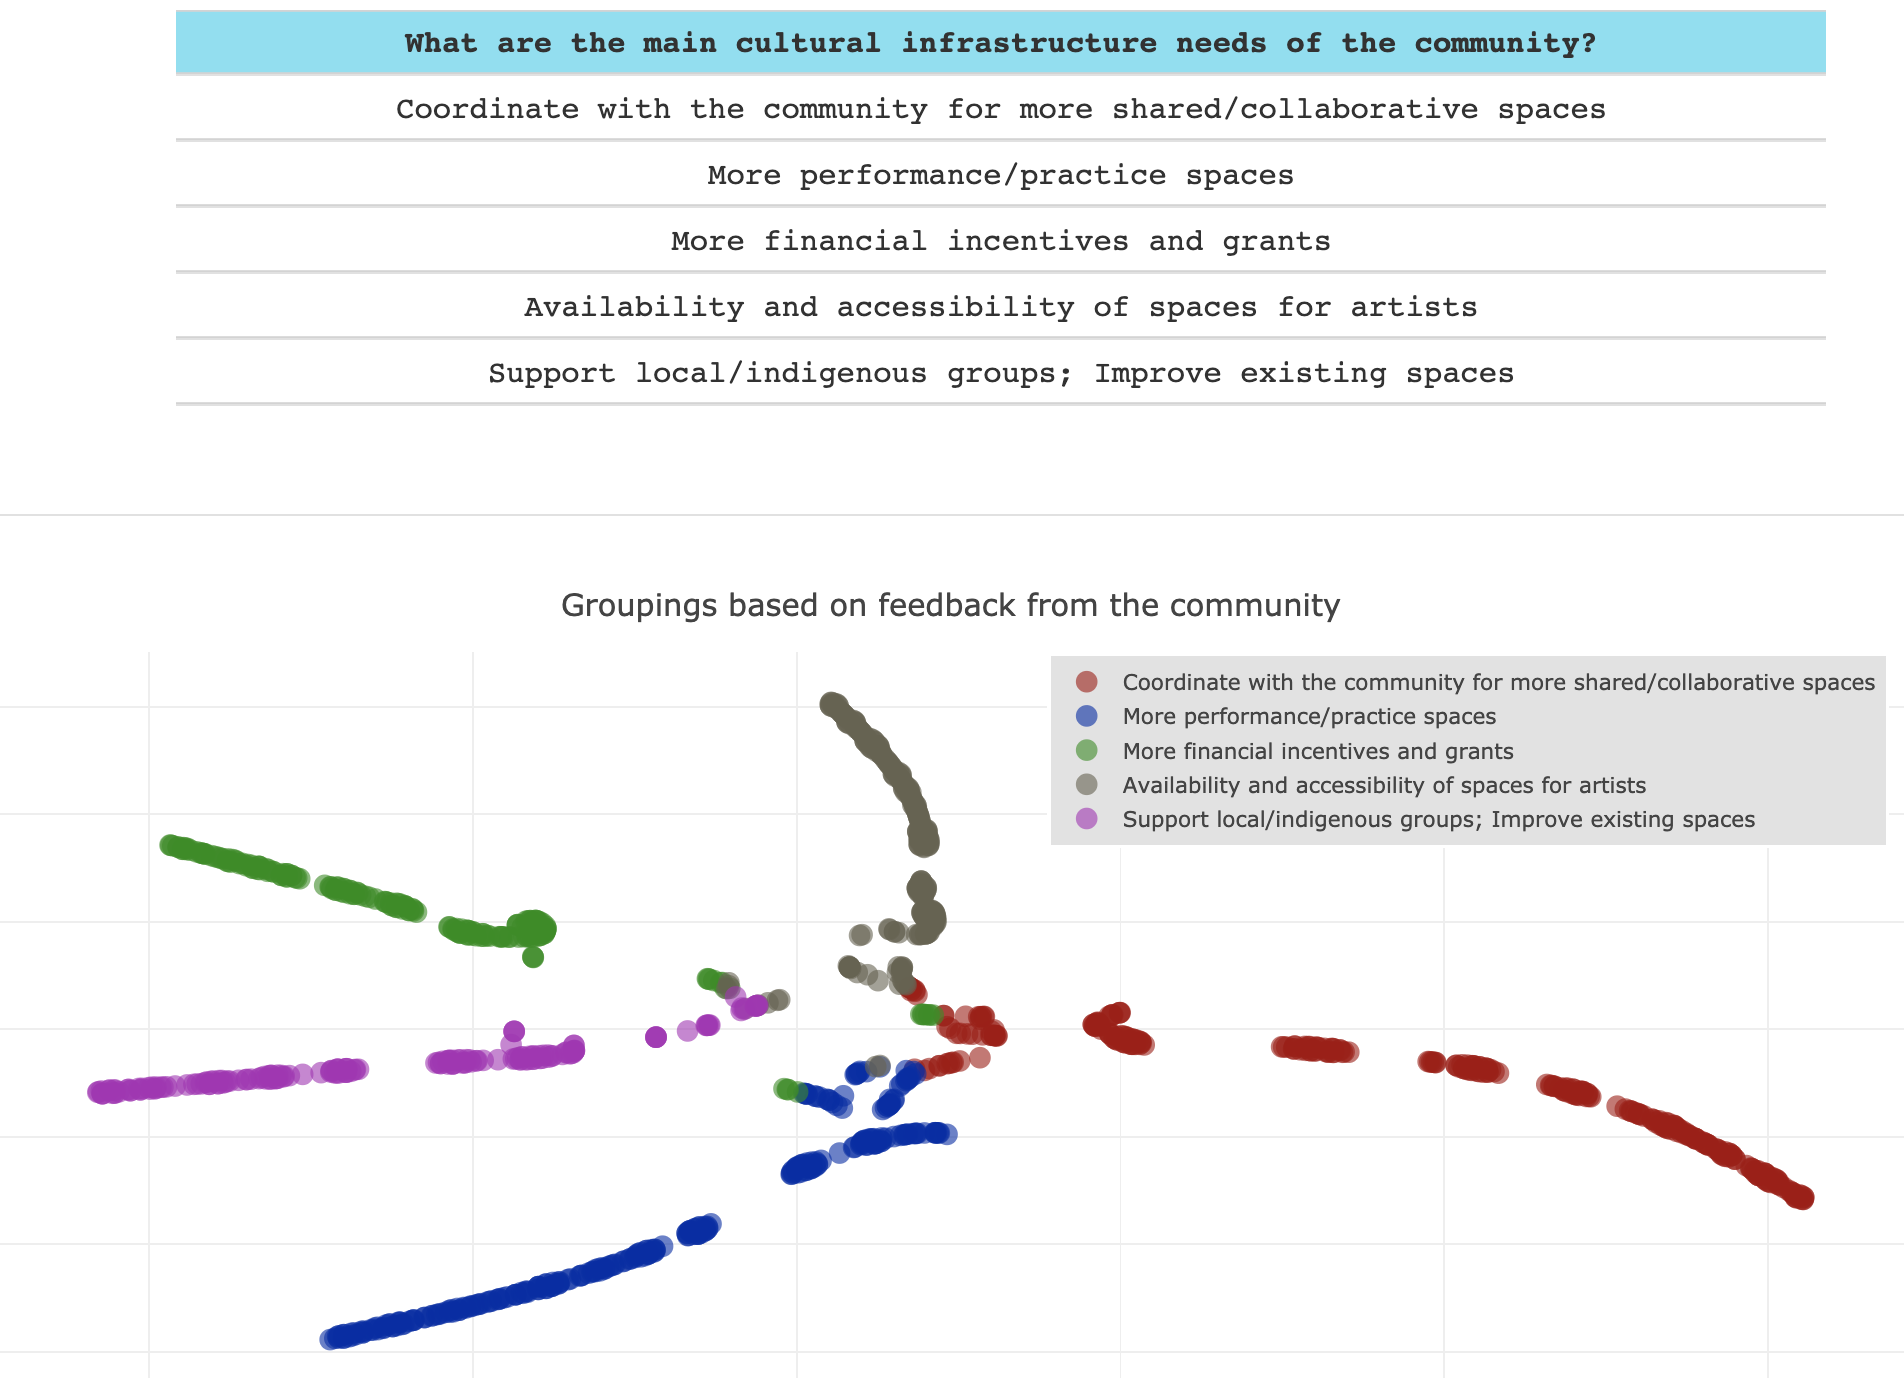 What are the main cultural infrastructure needs of the community?
Coordinate with the community for more shared/collaborative spaces
More performance/practice spaces
More financial incentives and grants
Availability and accessibility of spaces for artists
Support local/indigenous groups; Improve existing spaces
Groupings based on feedback from the community
Coordinate with the community for more shared/collaborative spaces
More performance/practice spaces
More financial incentives and grants
Availability and accessibility of spaces for artists
Support local/indigenous groups; Improve existing spaces